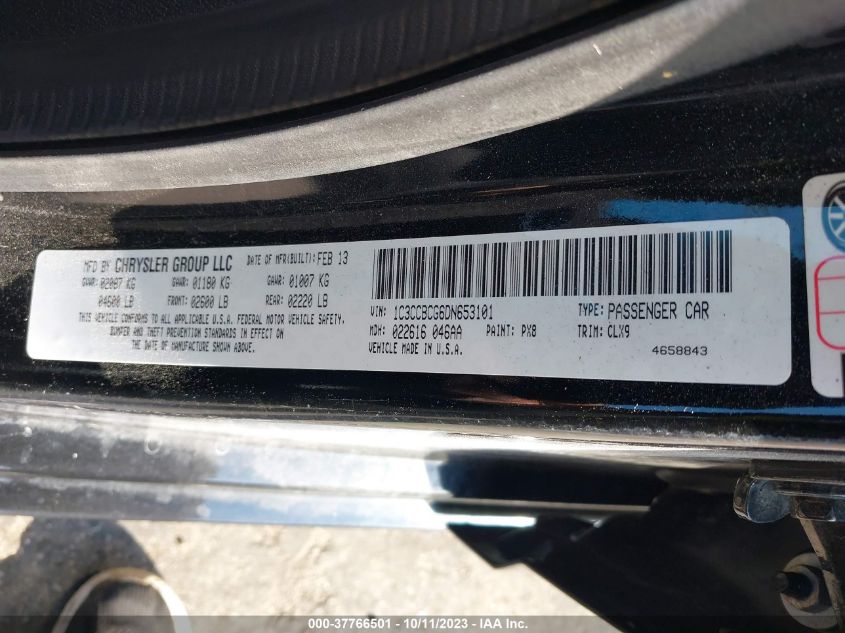 MFD BY CHRYSLER GROUP LLC DATE OF MFR(BUILT): FEB 13
GVWR: 02087 KG GAWR: 01180 KG GAWR: 01007 KG
04600 LB FRONT: 02600 LB REAR: 02220 LB
THIS VEHICLE CONFORMS TO ALL APPLICABLE U.S.A. FEDERAL MOTOR VEHICLE SAFETY,
BUMPER AND THEFT PREVENTION STANDARDS IN EFFECT ON
THE DATE OF MANUFACTURE SHOWN ABOVE.
VIN: 1C3CCBCG6DN653101 TYPE: PASSENGER CAR
MDH: 022616 046AA PAINT: PX8 TRIM: CLX9
VEHICLE MADE IN U.S.A. 4658843
000-37766501 - 10/11/2023 - IAA Inc.